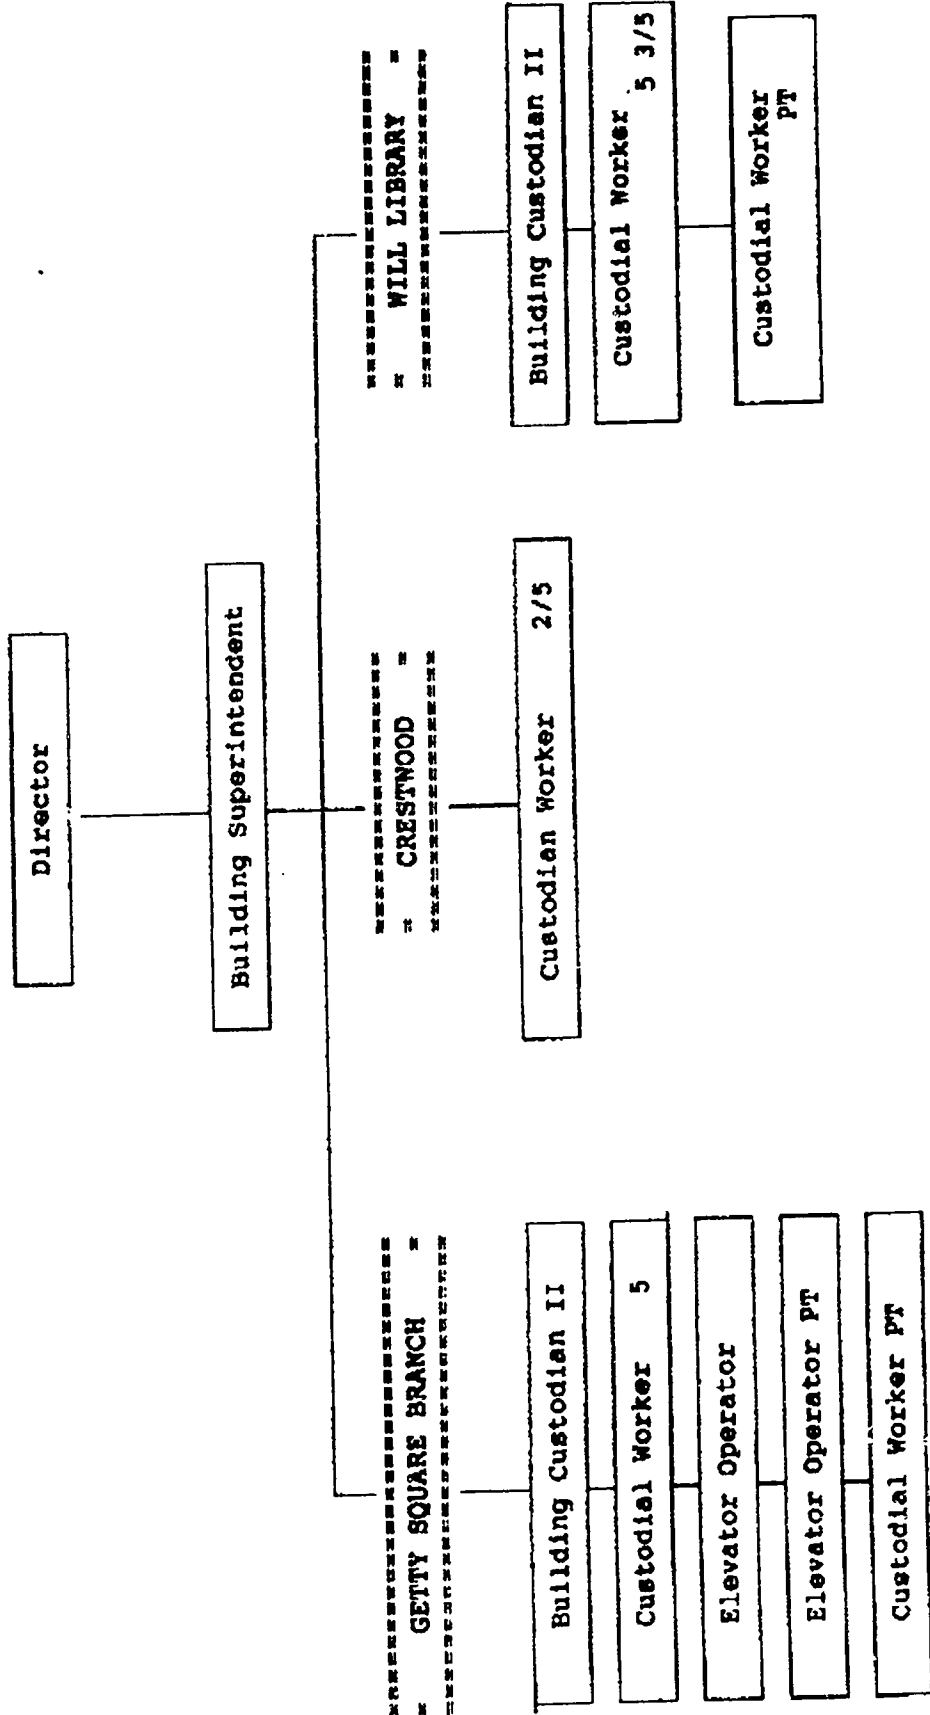 Director
Building Superintendent
=   GETTY SQUARE BRANCH   =
Building Custodian II
Custodial Worker   5
Elevator Operator
Elevator Operator PT
Custodial Worker PT
=   CRESTWOOD   =
Custodian Worker   2/5
=   WILL LIBRARY   =
Building Custodian II
Custodial Worker
5 3/5
Custodial Worker
PT